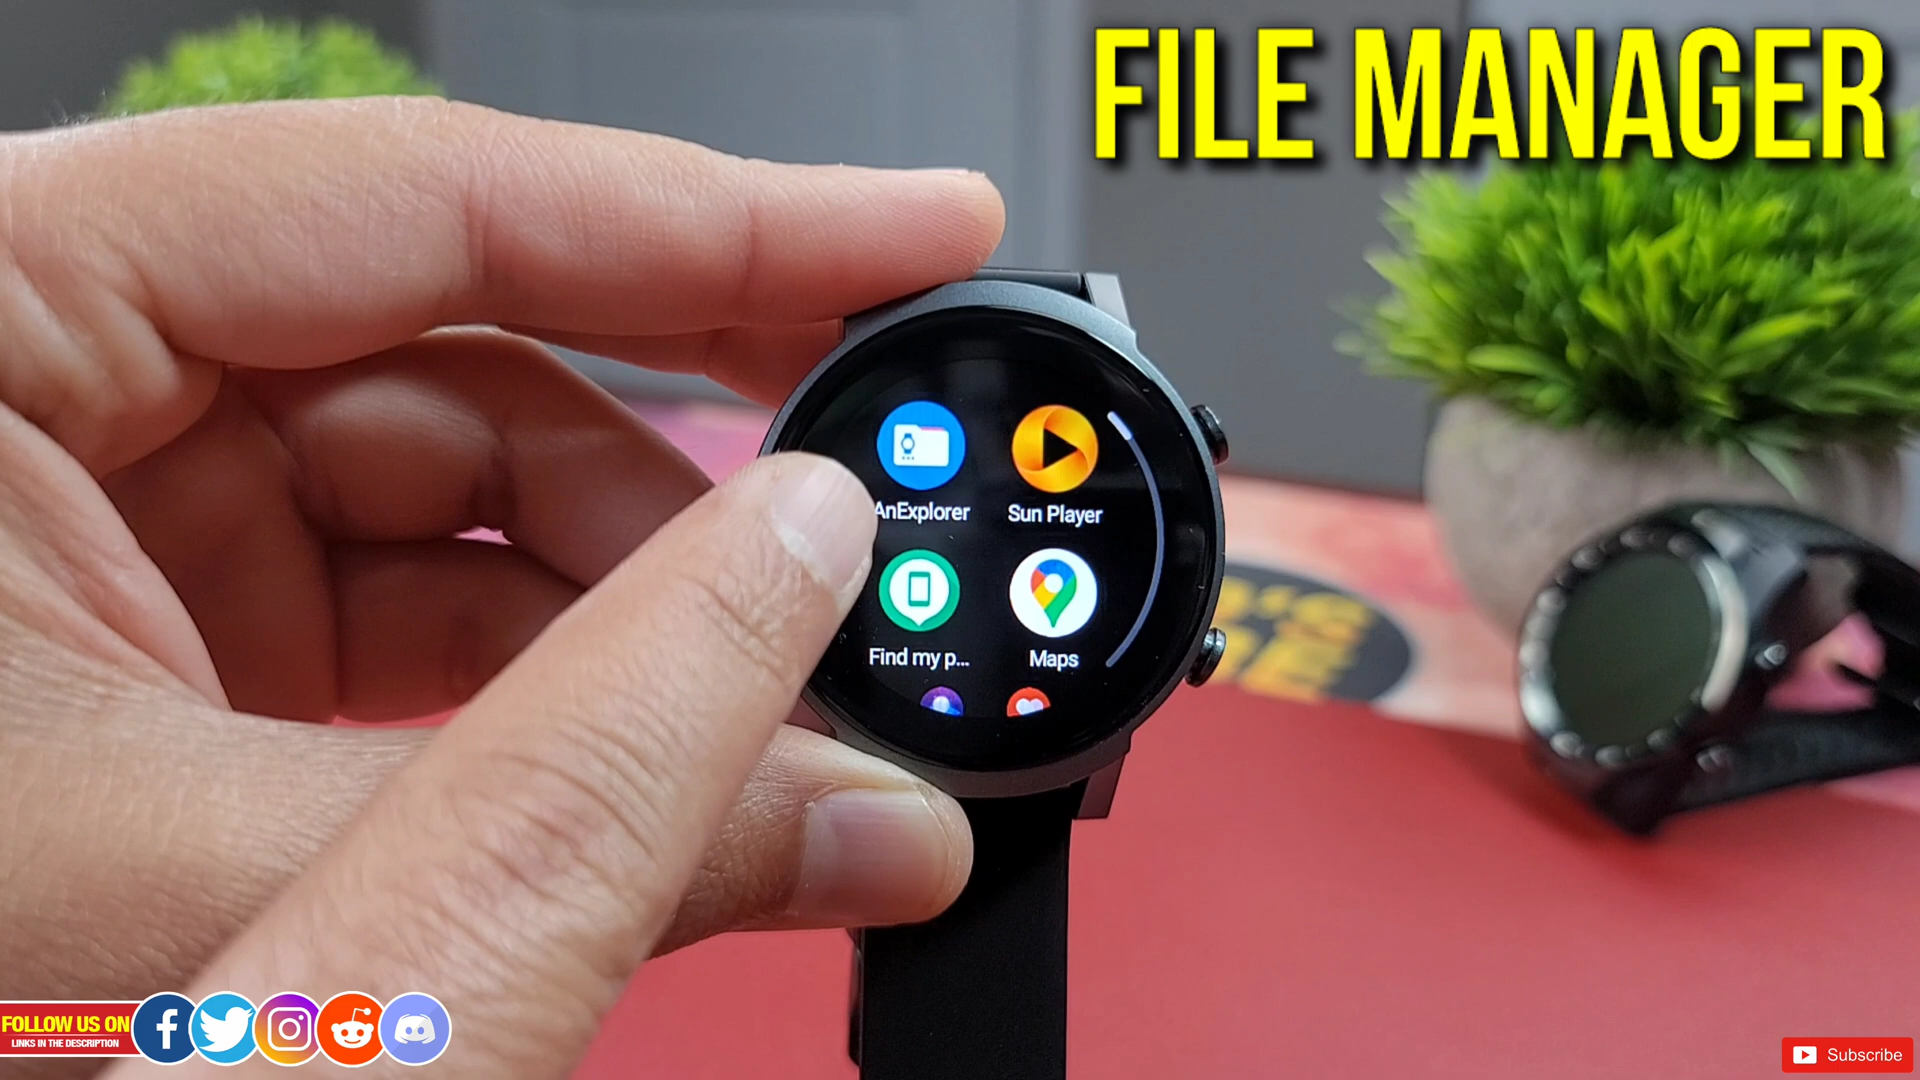 FILE MANAGER
AnExplorer
Sun Player
Find my p...
Maps
FOLLOW US ON
LINKS IN THE DESCRIPTION
Subscribe